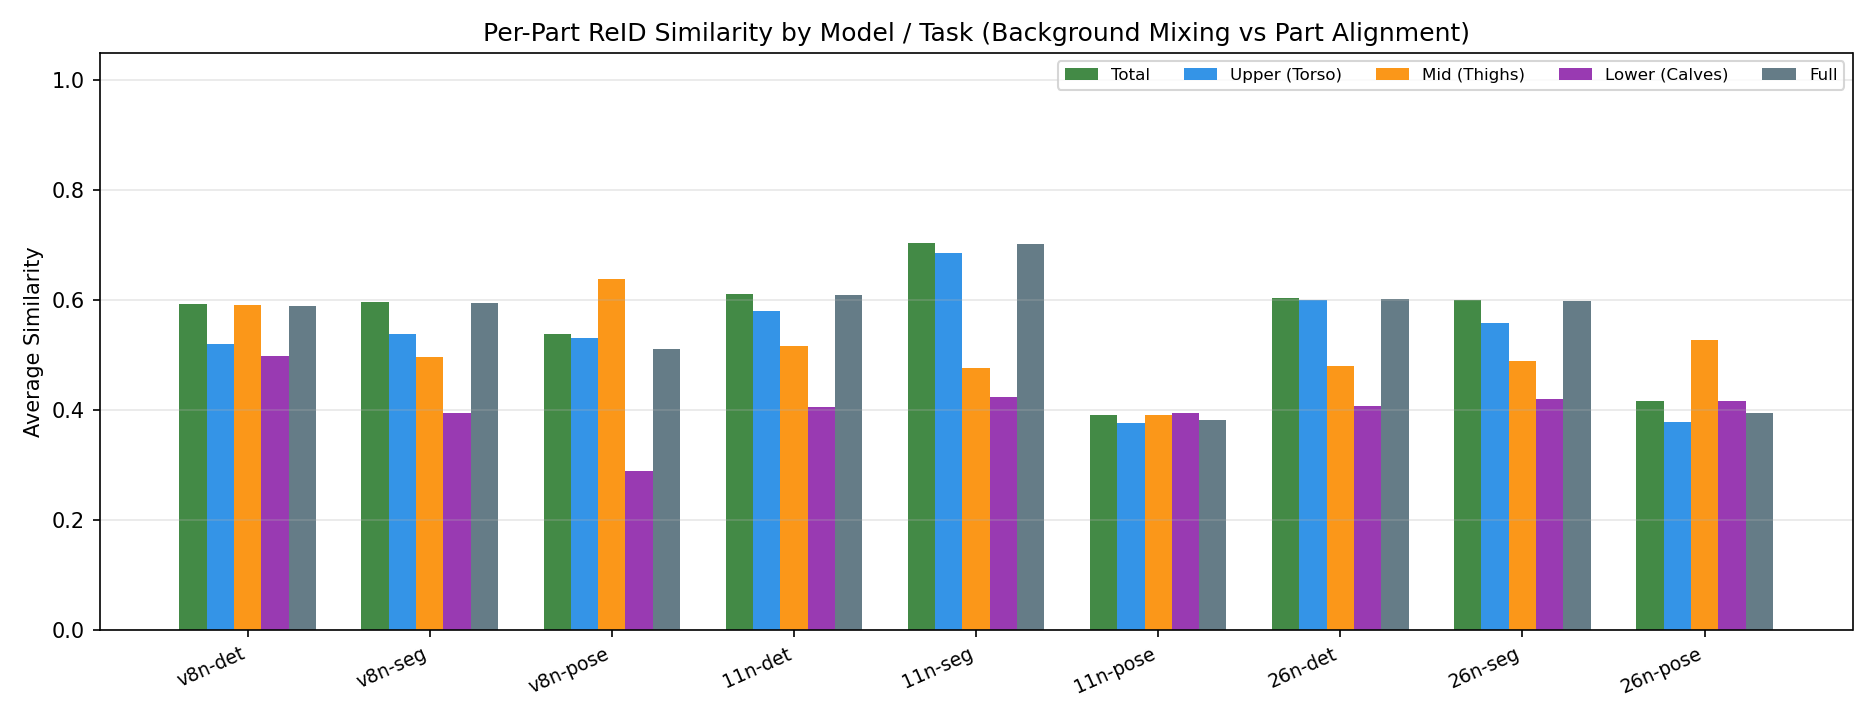 Per-Part ReID Similarity by Model / Task (Background Mixing vs Part Alignment)
Total Upper (Torso) Mid (Thighs) Lower (Calves) Full
Average Similarity
1.0
0.8
0.6
0.4
0.2
0.0
v8n-det v8n-seg v8n-pose 11n-det 11n-seg 11n-pose 26n-det 26n-seg 26n-pose